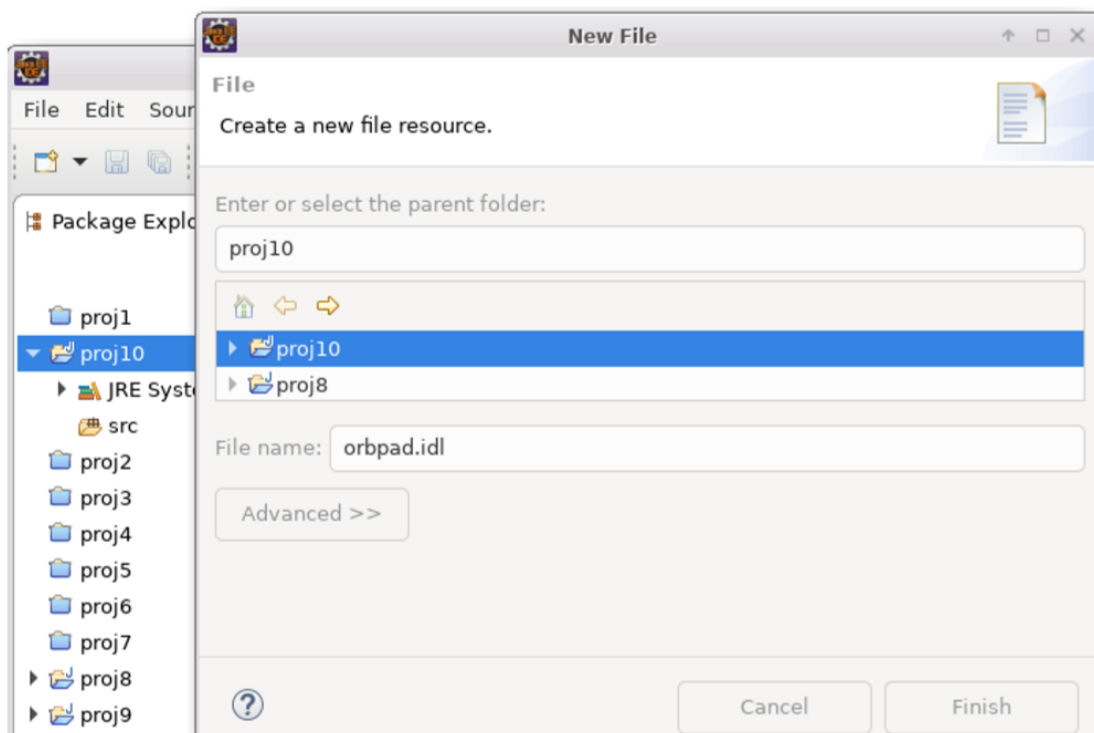 New File
File
Create a new file resource.
File Edit Sour
Package Explo
Enter or select the parent folder:
proj10
proj1
proj10
JRE Syste
src
proj2
proj3
proj4
proj5
proj6
proj7
proj8
proj9
proj10
proj8
File name: orbpad.idl
Advanced >>
Cancel
Finish